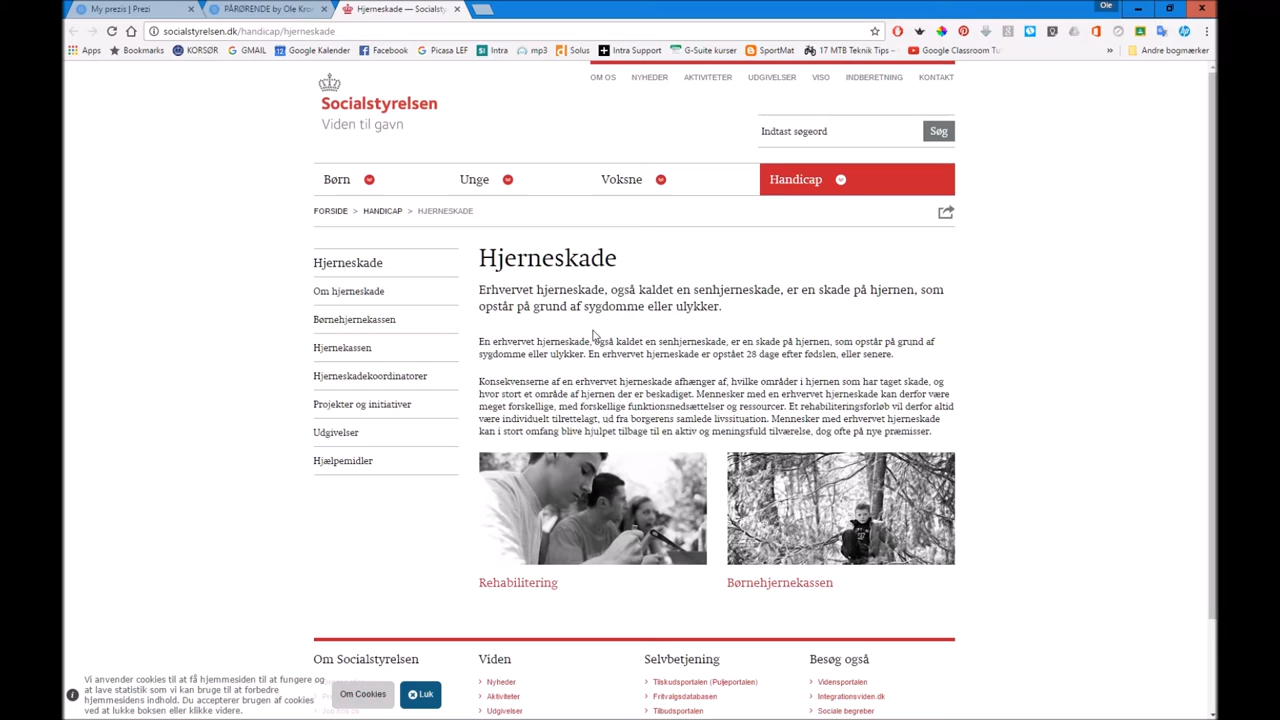 My prezis | Prezi
PÅRØRENDE by Ole Kror
Hjerneskade — Socialsty
Ole
socialstyrelsen.dk/handicap/hjerneskade
Apps
Bookmarks
KORSØR
GMAIL
Google Kalender
Facebook
Picasa LEF
Intra
mp3
Solus
Intra Support
G-Suite kurser
SportMat
17 MTB Teknik Tips –
Google Classroom Tu
»
Andre bogmærker
OM OS
NYHEDER
AKTIVITETER
UDGIVELSER
VISO
INDBERETNING
KONTAKT
Socialstyrelsen
Viden til gavn
Indtast søgeord
Søg
Børn
Unge
Voksne
Handicap
FORSIDE > HANDICAP > HJERNESKADE
Hjerneskade
Om hjerneskade
Børnehjernekassen
Hjernekassen
Hjerneskadekoordinatorer
Projekter og initiativer
Udgivelser
Hjælpemidler
Hjerneskade
Erhvervet hjerneskade, også kaldet en senhjerneskade, er en skade på hjernen, som
opstår på grund af sygdomme eller ulykker.
En erhvervet hjerneskade, også kaldet en senhjerneskade, er en skade på hjernen, som opstår på grund af
sygdomme eller ulykker. En erhvervet hjerneskade er opstået 28 dage efter fødslen, eller senere.
Konsekvenserne af en erhvervet hjerneskade afhænger af, hvilke områder i hjernen som har taget skade, og
hvor stort et område af hjernen der er beskadiget. Mennesker med en erhvervet hjerneskade kan derfor være
meget forskellige, med forskellige funktionsnedsættelser og ressourcer. Et rehabiliteringsforløb vil derfor altid
være individuelt tilrettelagt, ud fra borgerens samlede livssituation. Mennesker med erhvervet hjerneskade
kan i stort omfang blive hjulpet tilbage til en aktiv og meningsfuld tilværelse, dog ofte på nye præmisser.
Rehabilitering
Børnehjernekassen
Om Socialstyrelsen
Viden
Nyheder
Aktiviteter
Udgivelser
Selvbetjening
Tilskudsportalen (Puljeportalen)
Fritvalgsdatabasen
Tilbudsportalen
Besøg også
Vidensportalen
Integrationsviden.dk
Sociale begreber
Vi anvender cookies til at få hjemmesiden til at fungere og
at lave statistik som vi kan bruge til at forbedre
hjemmesidens indhold. Du accepterer brugen af cookies
ved at lukke boksen eller klikke videre.
Om Cookies
Luk